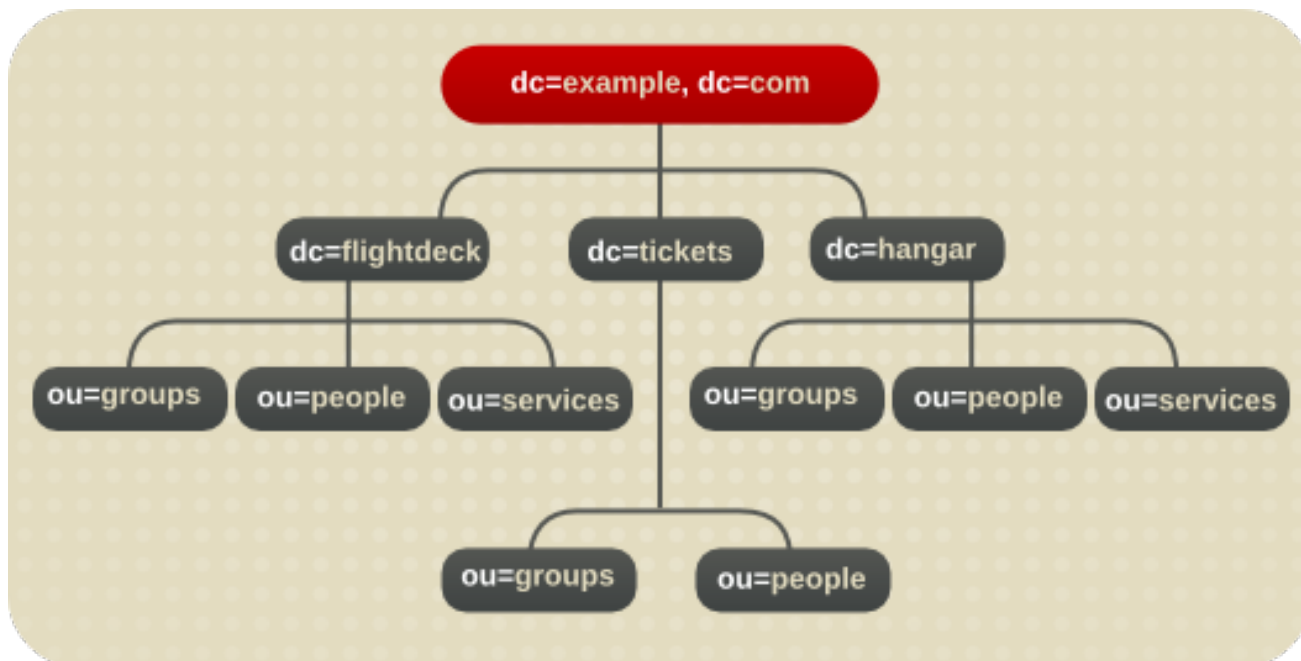 dc=example, dc=com
dc=flightdeck
dc=tickets
dc=hangar
ou=groups
ou=people
ou=services
ou=groups
ou=people
ou=services
ou=groups
ou=people